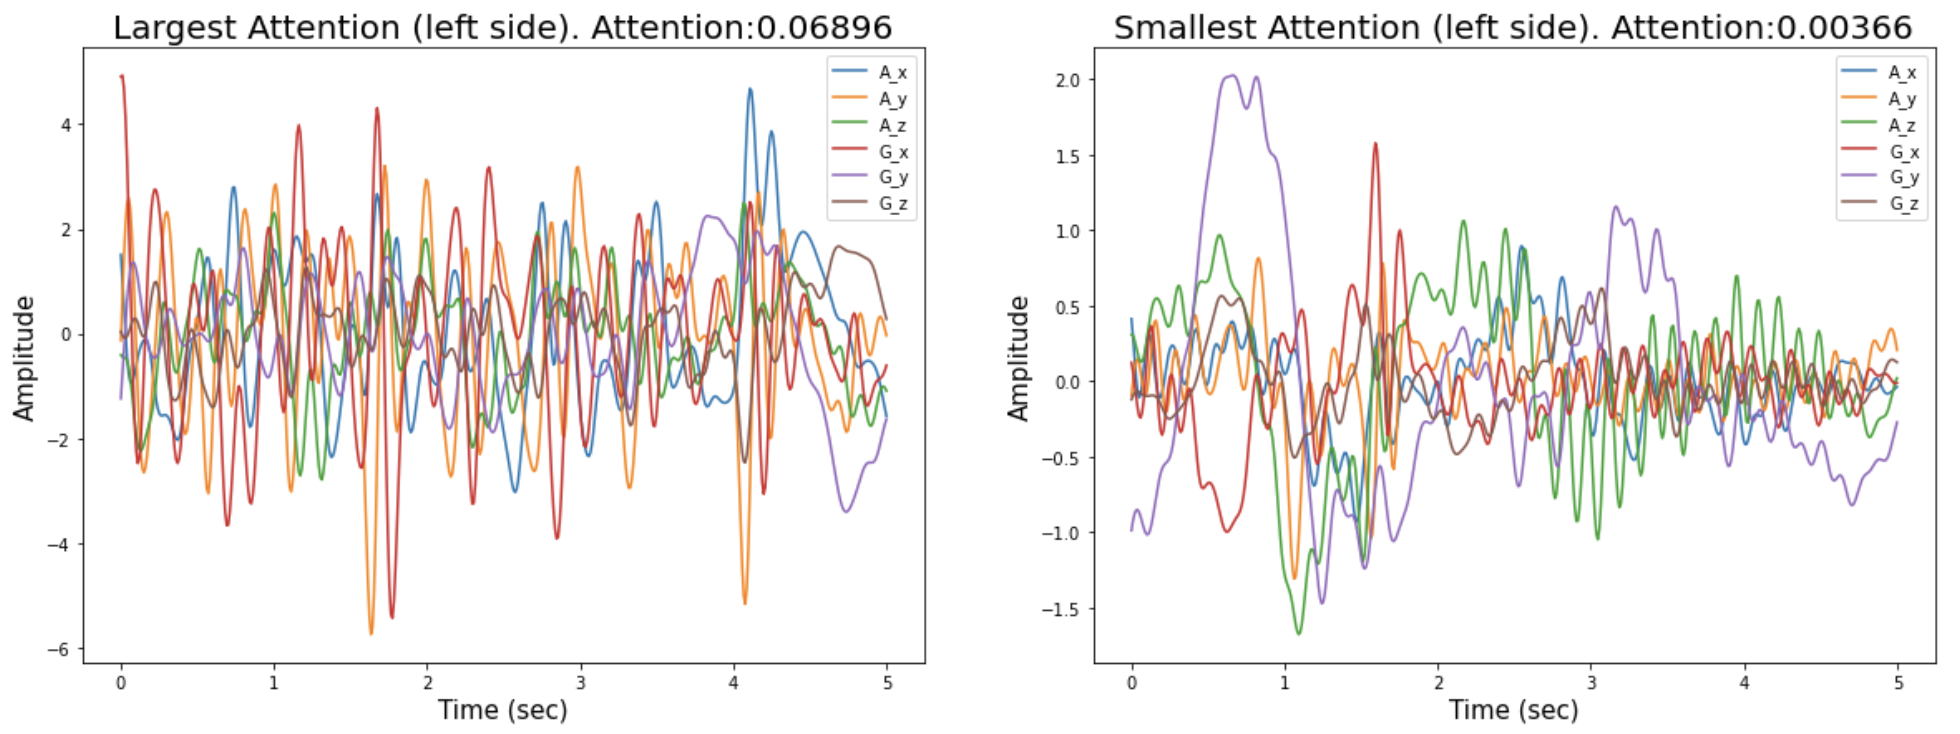 Largest Attention (left side). Attention:0.06896
A_x
A_y
A_z
G_x
G_y
G_z
4
2
0
−2
−4
−6
Amplitude
0 1 2 3 4 5
Time (sec)
Smallest Attention (left side). Attention:0.00366
A_x
A_y
A_z
G_x
G_y
G_z
2.0
1.5
1.0
0.5
0.0
−0.5
−1.0
−1.5
Amplitude
0 1 2 3 4 5
Time (sec)